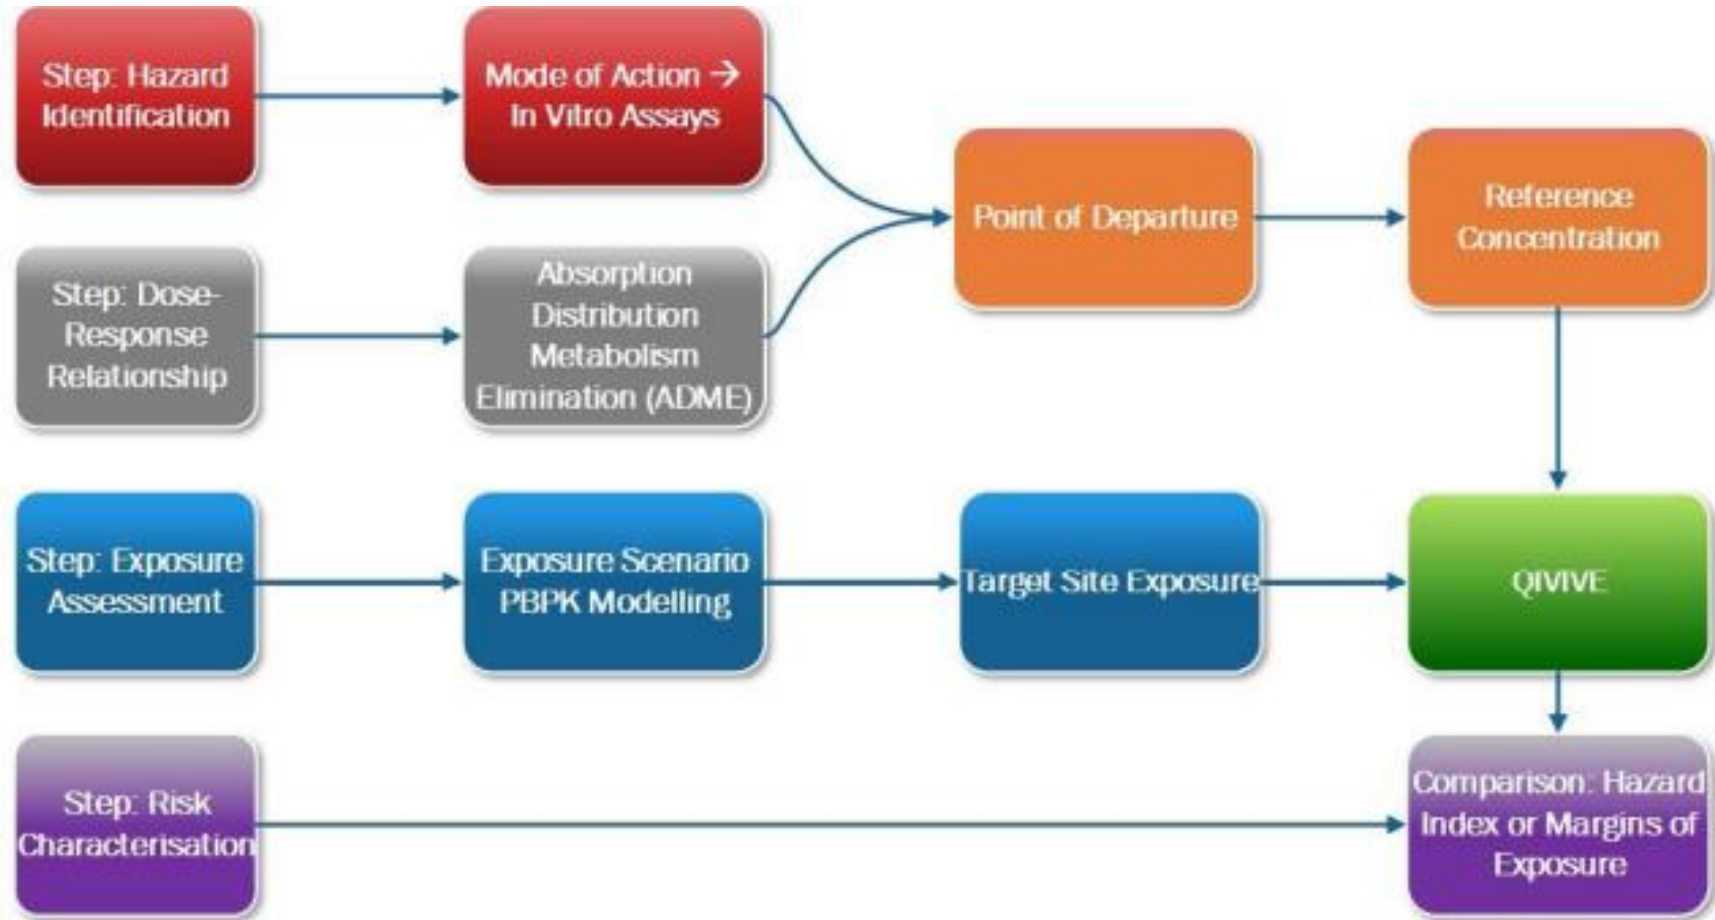 Step: Hazard
Identification
Mode of Action →
In Vitro Assays
Point of Departure
Reference
Concentration
Step: Dose-
Response
Relationship
Absorption
Distribution
Metabolism
Elimination (ADME)
Step: Exposure
Assessment
Exposure Scenario
PBPK Modelling
Target Site Exposure
QIVIVE
Step: Risk
Characterisation
Comparison: Hazard
Index or Margins of
Exposure